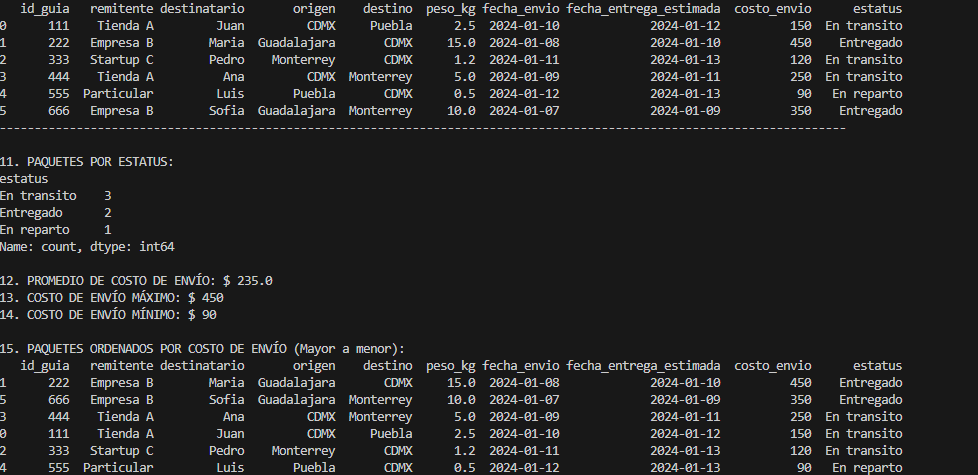 id_guia   remitente destinatario       origen    destino  peso_kg fecha_envio fecha_entrega_estimada  costo_envio      estatus
0     111    Tienda A         Juan         CDMX     Puebla      2.5  2024-01-10             2024-01-12          150  En transito
1     222   Empresa B        Maria  Guadalajara       CDMX     15.0  2024-01-08             2024-01-10          450    Entregado
2     333   Startup C        Pedro    Monterrey       CDMX      1.2  2024-01-11             2024-01-13          120  En transito
3     444    Tienda A          Ana         CDMX  Monterrey      5.0  2024-01-09             2024-01-11          250  En transito
4     555  Particular         Luis       Puebla       CDMX      0.5  2024-01-12             2024-01-13           90   En reparto
5     666   Empresa B        Sofia  Guadalajara  Monterrey     10.0  2024-01-07             2024-01-09          350    Entregado
-------------------------------------------------------------------------------------------------------------------------
11. PAQUETES POR ESTATUS:
estatus
En transito    3
Entregado      2
En reparto     1
Name: count, dtype: int64
12. PROMEDIO DE COSTO DE ENVÍO: $ 235.0
13. COSTO DE ENVÍO MÁXIMO: $ 450
14. COSTO DE ENVÍO MÍNIMO: $ 90
15. PAQUETES ORDENADOS POR COSTO DE ENVÍO (Mayor a menor):
  id_guia   remitente destinatario       origen    destino  peso_kg fecha_envio fecha_entrega_estimada  costo_envio      estatus
1     222   Empresa B        Maria  Guadalajara       CDMX     15.0  2024-01-08             2024-01-10          450    Entregado
5     666   Empresa B        Sofia  Guadalajara  Monterrey     10.0  2024-01-07             2024-01-09          350    Entregado
3     444    Tienda A          Ana         CDMX  Monterrey      5.0  2024-01-09             2024-01-11          250  En transito
0     111    Tienda A         Juan         CDMX     Puebla      2.5  2024-01-10             2024-01-12          150  En transito
2     333   Startup C        Pedro    Monterrey       CDMX      1.2  2024-01-11             2024-01-13          120  En transito
4     555  Particular         Luis       Puebla       CDMX      0.5  2024-01-12             2024-01-13           90   En reparto